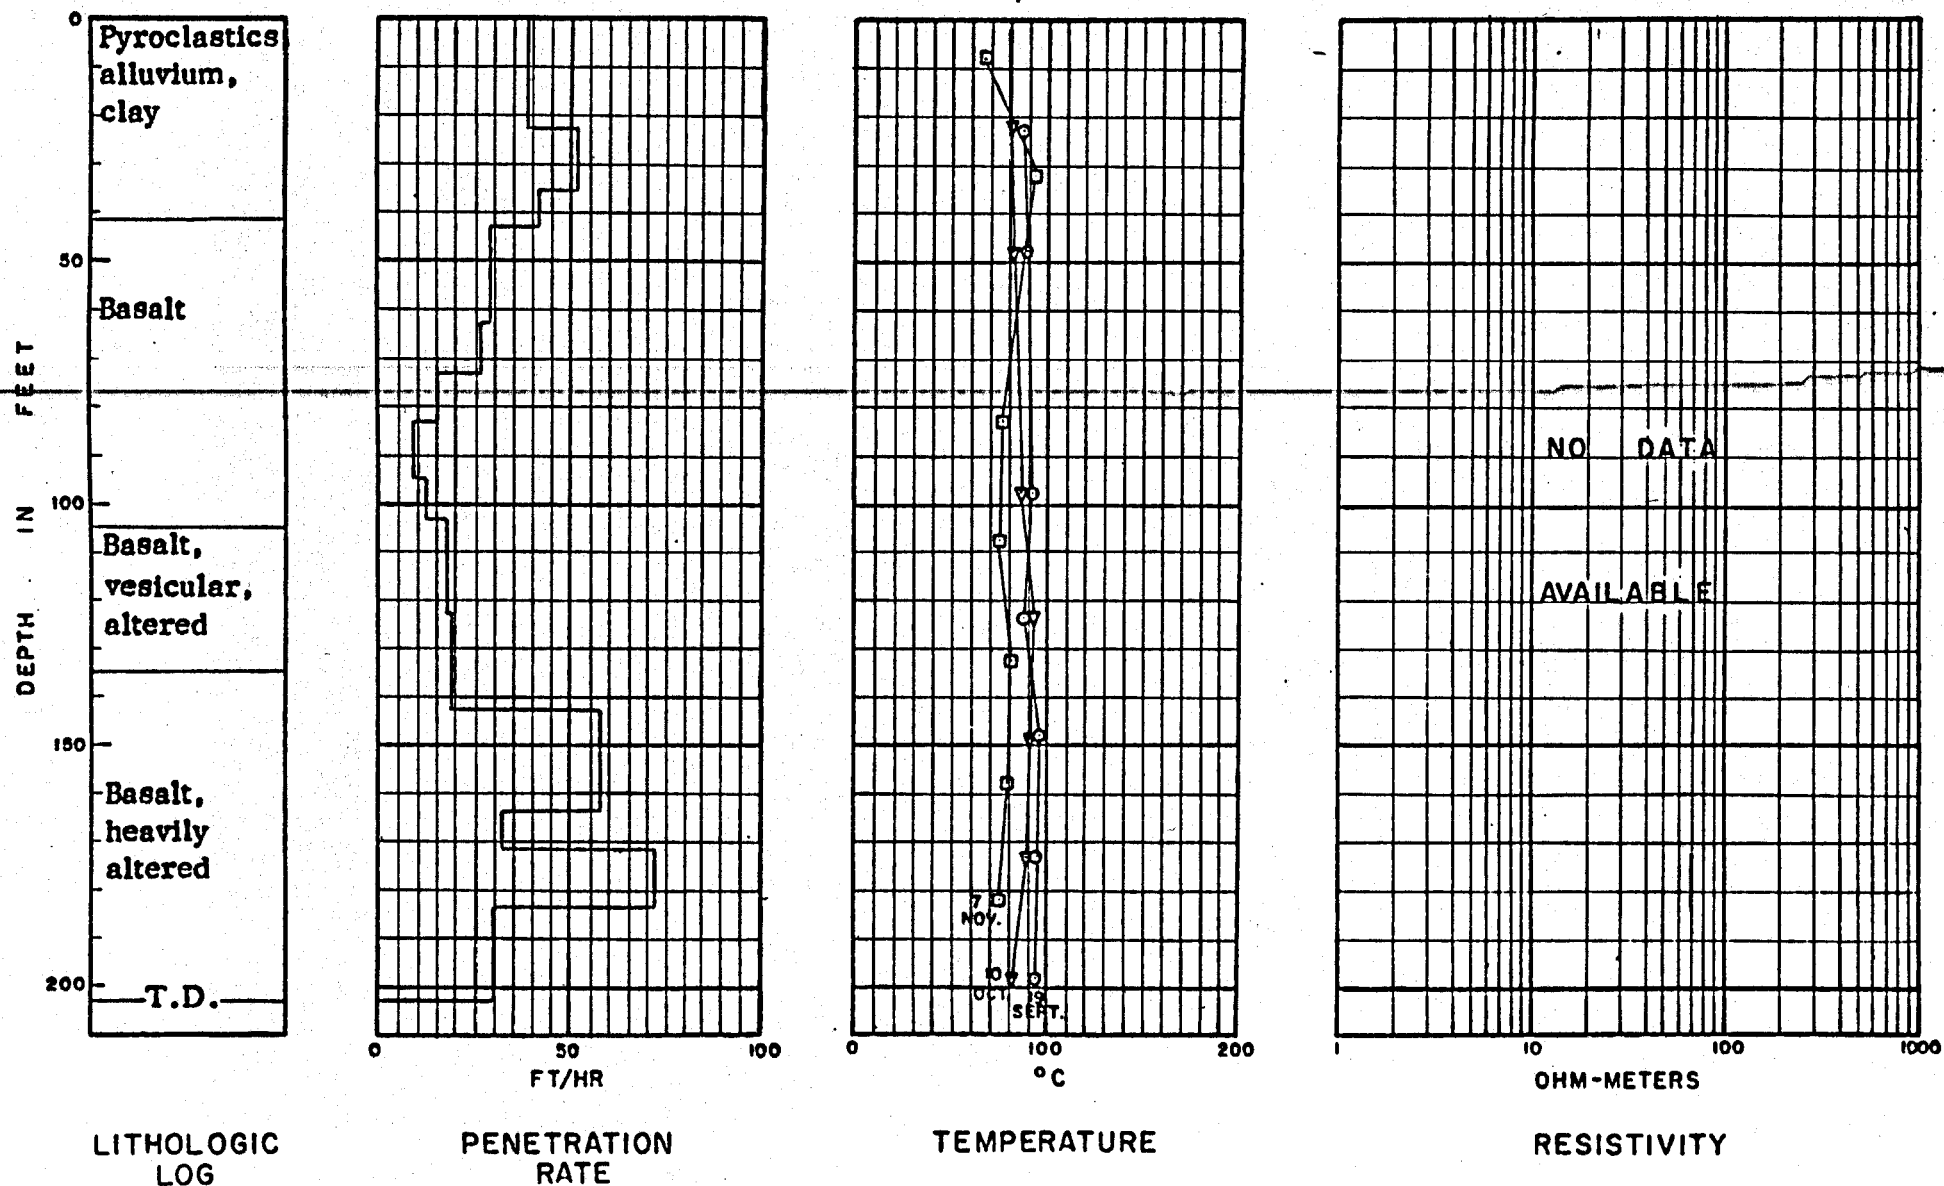 0
Pyroclastics
alluvium,
clay
50
Basalt
DEPTH IN FEET
100
Basalt,
vesicular,
altered
150
Basalt,
heavily
altered
200
T.D.
0 50 100
FT/HR
7
NOV.
10
OCT.
19
SEPT.
0 100 200
°C
NO DATA
AVAILABLE
1 10 100 1000
OHM-METERS
LITHOLOGIC
LOG
PENETRATION
RATE
TEMPERATURE
RESISTIVITY